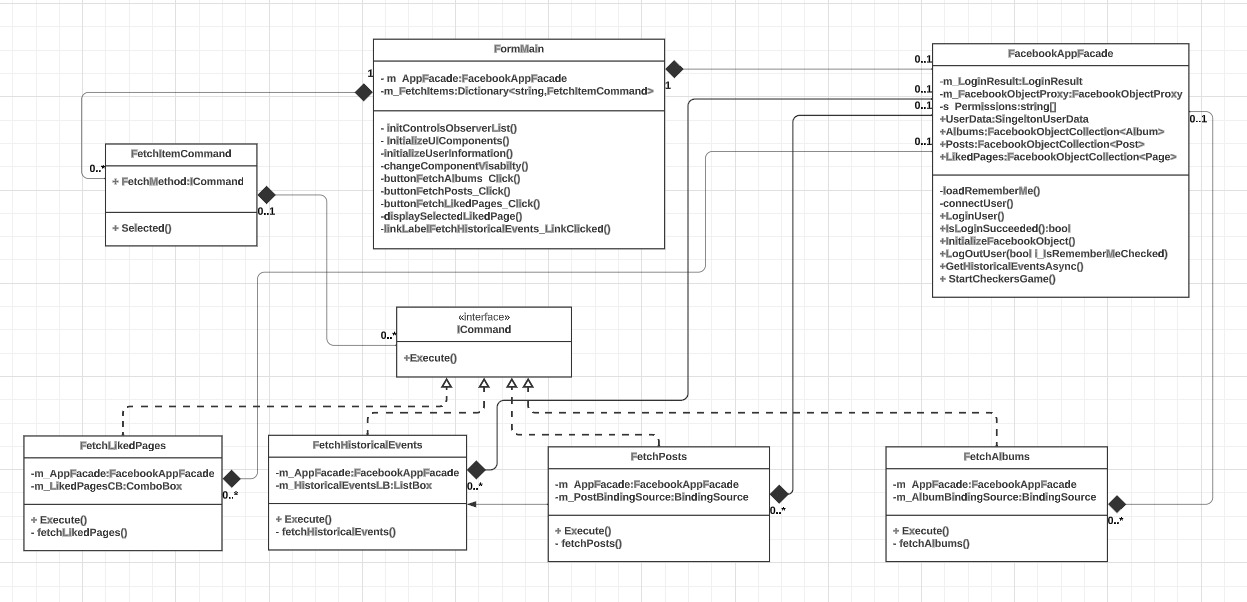 FormMain
- m_AppFacade:FacebookAppFacade
-m_FetchItems:Dictionary<string,FetchItemCommand>
- initControlsObserverList()
- InitializeUIComponents()
-initializeUserInformation()
-changeComponentVisabilty()
-buttonFetchAlbums_Click()
-buttonFetchPosts_Click()
-buttonFetchLikedPages_Click()
-displaySelectedLikedPage()
-linkLabelFetchHistoricalEvents_LinkClicked()
1
1
0..1
0..1
0..1
0..1
0..1
FacebookAppFacade
-m_LoginResult:LoginResult
-m_FacebookObjectProxy:FacebookObjectProxy
-s_Permissions:string[]
+UserData:SingeltonUserData
+Albums:FacebookObjectCollection<Album>
+Posts:FacebookObjectCollection<Post>
+LikedPages:FacebookObjectCollection<Page>
-loadRememberMe()
-connectUser()
+LoginUser()
+IsLoginSucceeded():bool
+InitializeFacebookObject()
+LogOutUser(bool i_IsRememberMeChecked)
+GetHistoricalEventsAsync()
+ StartCheckersGame()
FetchItemCommand
+ FetchMethod:ICommand
+ Selected()
0..*
0..1
0..*
«interface»
ICommand
+Execute()
FetchLikedPages
-m_AppFacade:FacebookAppFacade
-m_LikedPagesCB:ComboBox
+ Execute()
- fetchLikedPages()
0..*
FetchHistoricalEvents
-m_AppFacade:FacebookAppFacade
-m_HistoricalEventsLB:ListBox
+ Execute()
- fetchHistoricalEvents()
0..*
FetchPosts
-m_AppFacade:FacebookAppFacade
-m_PostBindingSource:BindingSource
+ Execute()
- fetchPosts()
0..*
FetchAlbums
-m_AppFacade:FacebookAppFacade
-m_AlbumBindingSource:BindingSource
+ Execute()
- fetchAlbums()
0..*